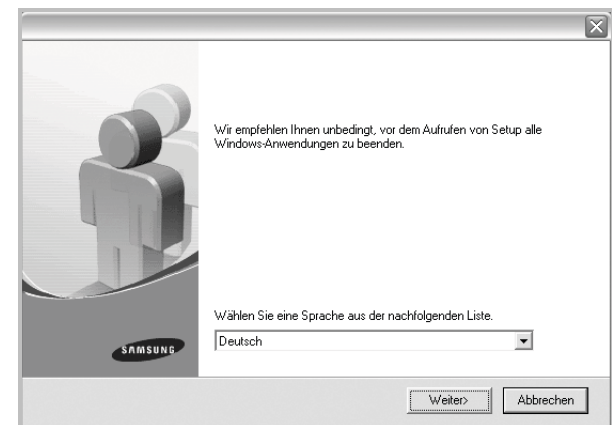 Wir empfehlen Ihnen unbedingt, vor dem Aufrufen von Setup alle
Windows-Anwendungen zu beenden.
Wählen Sie eine Sprache aus der nachfolgenden Liste.
Deutsch
SAMSUNG
Weiter>
Abbrechen